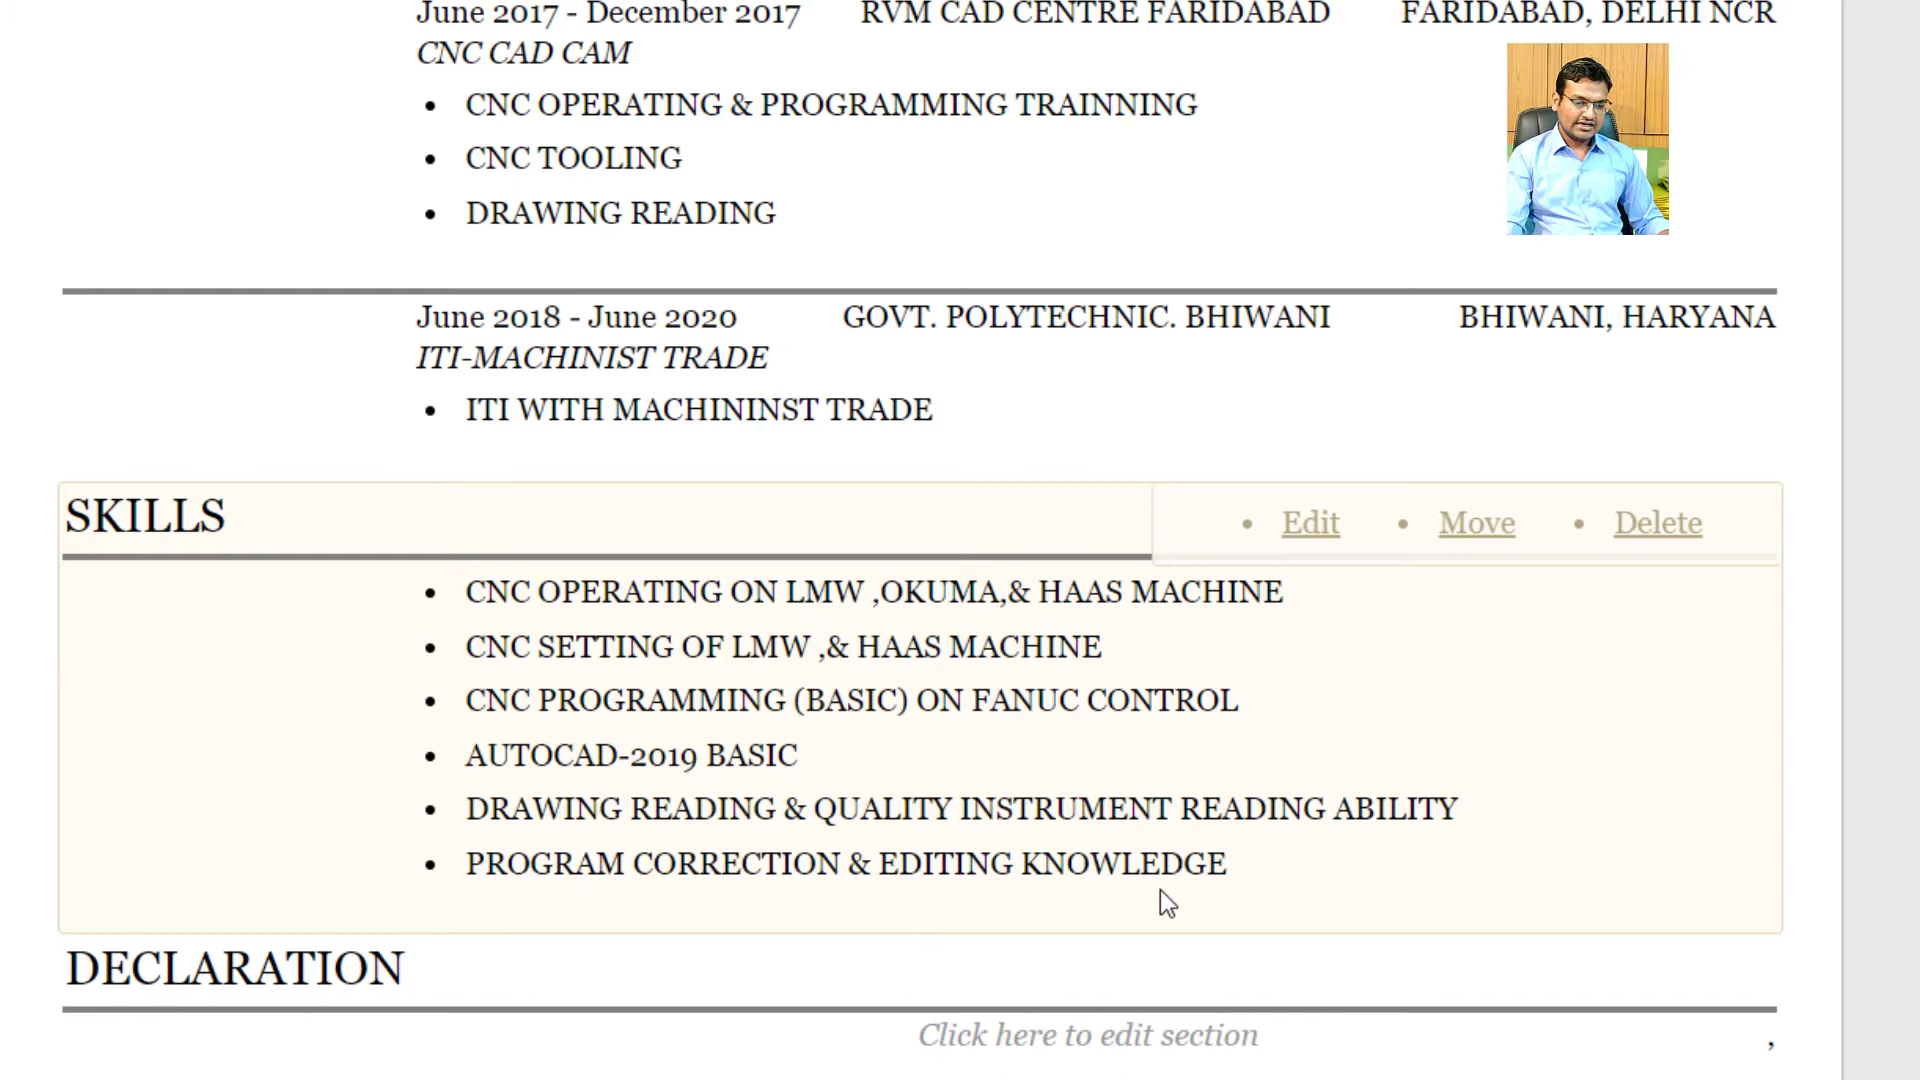 June 2017 - December 2017 RVM CAD CENTRE FARIDABAD FARIDABAD, DELHI NCR
CNC CAD CAM
• CNC OPERATING & PROGRAMMING TRAINNING
• CNC TOOLING
• DRAWING READING
June 2018 - June 2020 GOVT. POLYTECHNIC. BHIWANI BHIWANI, HARYANA
ITI-MACHINIST TRADE
• ITI WITH MACHININST TRADE
SKILLS • Edit • Move • Delete
• CNC OPERATING ON LMW ,OKUMA,& HAAS MACHINE
• CNC SETTING OF LMW ,& HAAS MACHINE
• CNC PROGRAMMING (BASIC) ON FANUC CONTROL
• AUTOCAD-2019 BASIC
• DRAWING READING & QUALITY INSTRUMENT READING ABILITY
• PROGRAM CORRECTION & EDITING KNOWLEDGE
DECLARATION
Click here to edit section ,